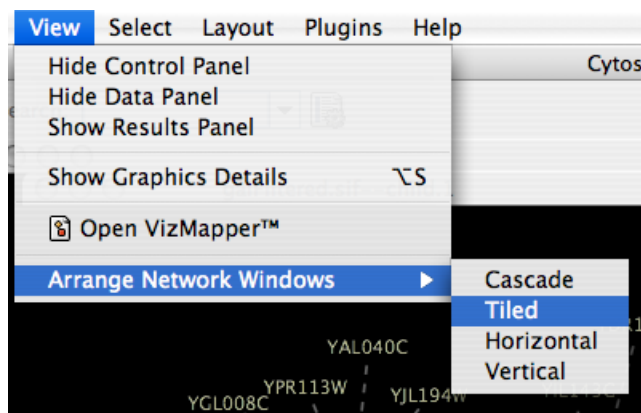 View Select Layout Plugins Help
Cytos
Hide Control Panel
Hide Data Panel
Show Results Panel
Show Graphics Details ⌥S
Open VizMapper™
Arrange Network Windows
Cascade
Tiled
Horizontal
Vertical
YAL040C
YPR113W
YJL194W
YGL008C